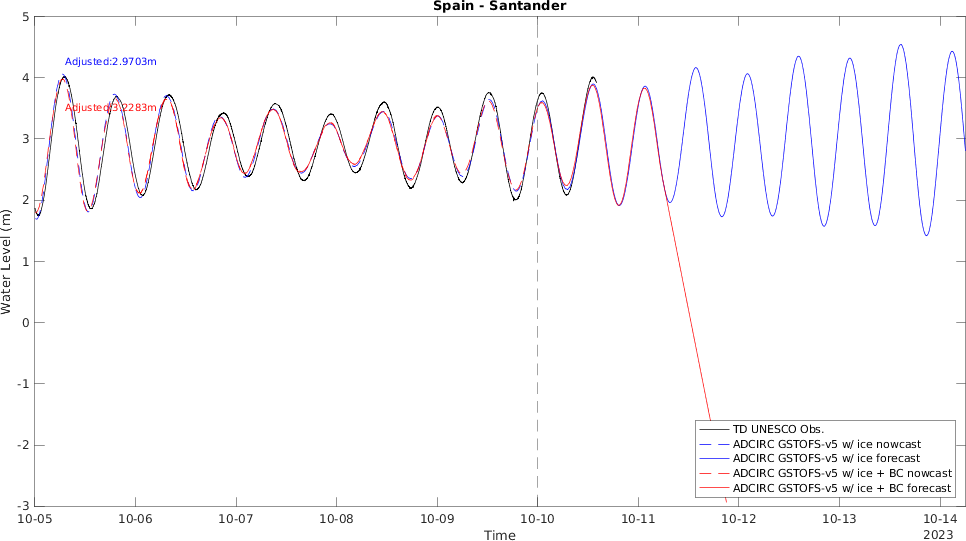 Spain - Santander
5
4
3
2
1
0
-1
-2
-3
Water Level (m)
Adjusted:2.9703m
Adjusted:3.2283m
TD UNESCO Obs.
ADCIRC GSTOFS-v5 w/ ice nowcast
ADCIRC GSTOFS-v5 w/ ice forecast
ADCIRC GSTOFS-v5 w/ ice + BC nowcast
ADCIRC GSTOFS-v5 w/ ice + BC forecast
10-05 10-06 10-07 10-08 10-09 10-10 10-11 10-12 10-13 10-14
Time 2023